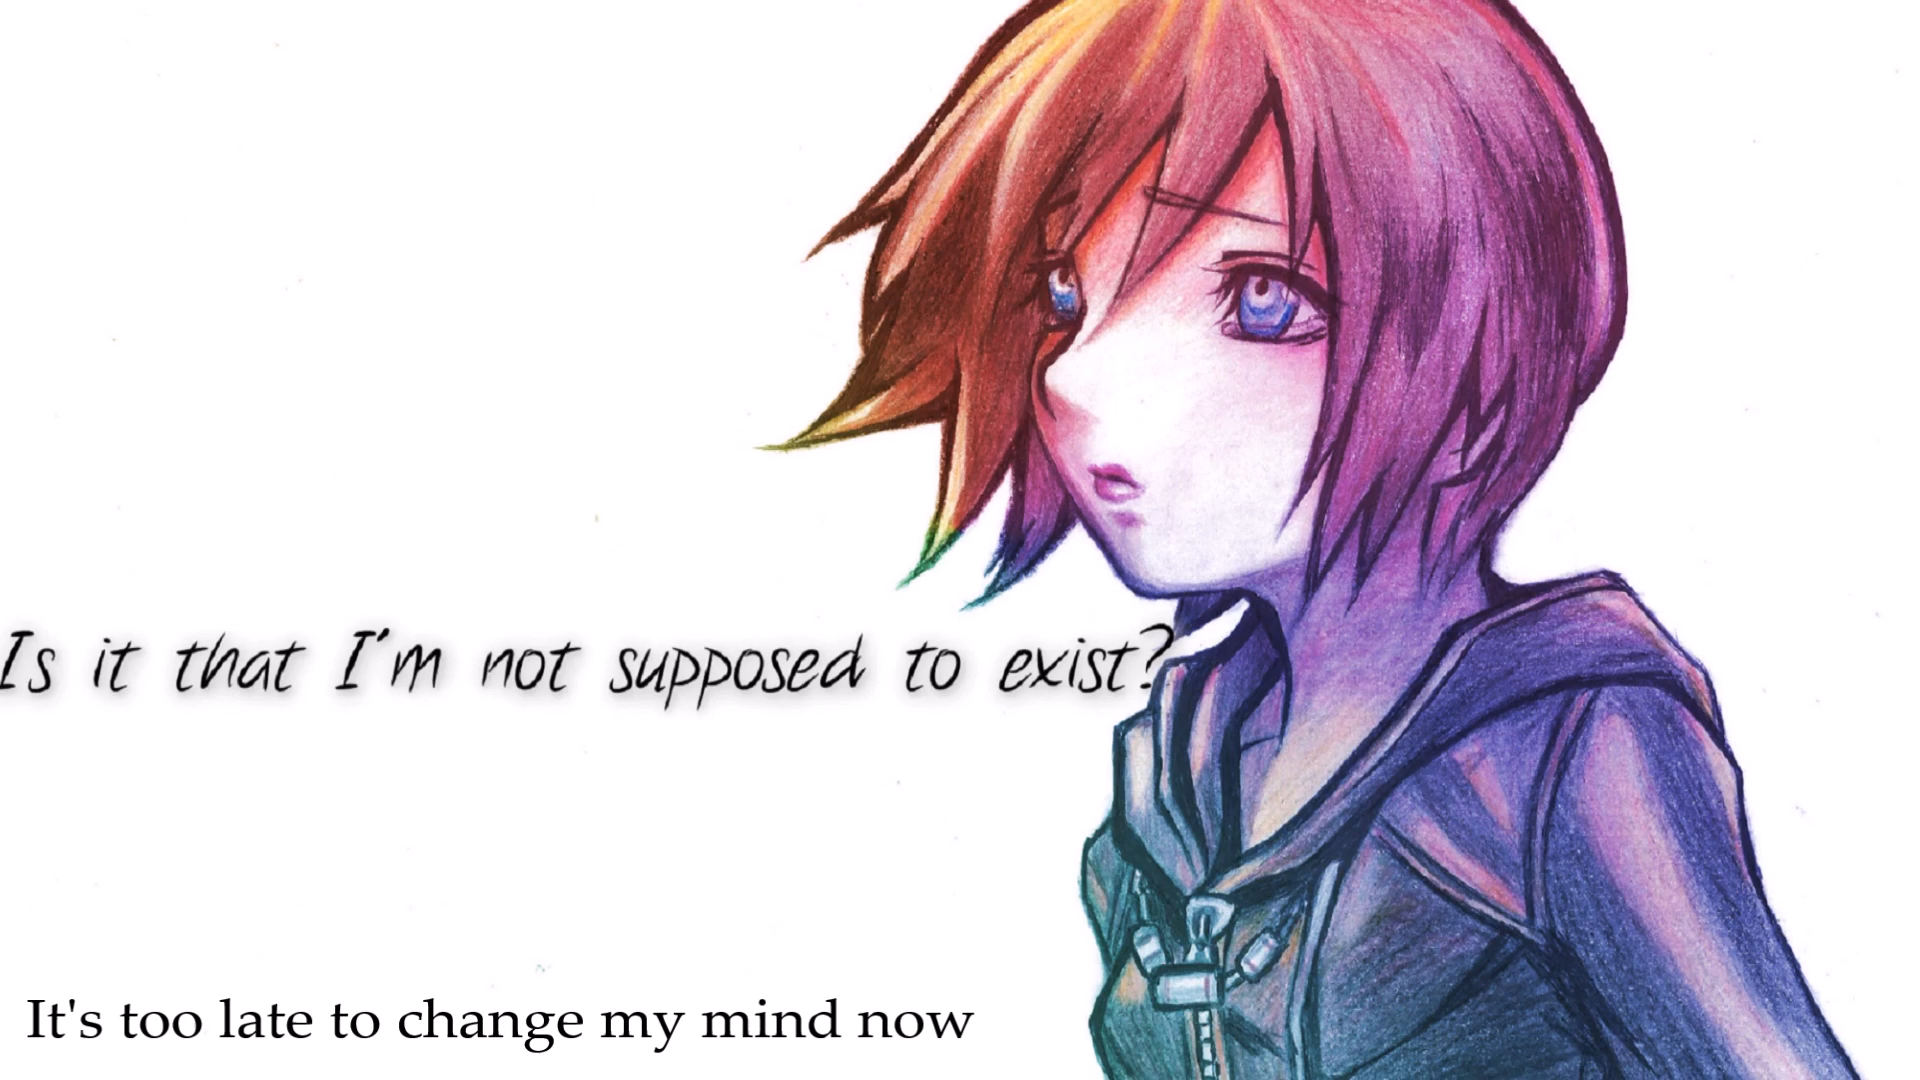 Is it that I'm not supposed to exist?
It's too late to change my mind now